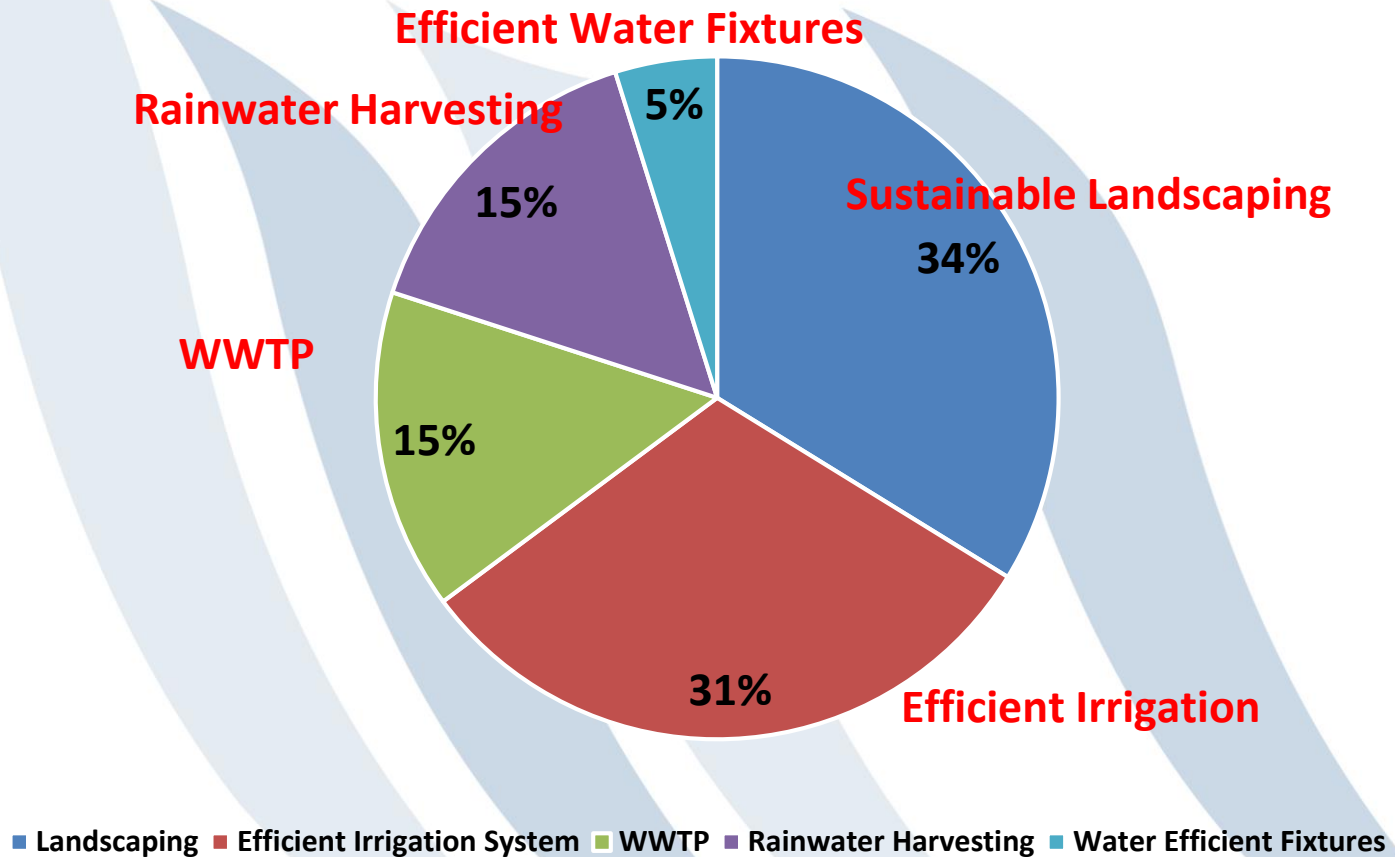 Efficient Water Fixtures
5%
Rainwater Harvesting
15%
Sustainable Landscaping
34%
WWTP
15%
31%
Efficient Irrigation
Landscaping Efficient Irrigation System WWTP Rainwater Harvesting Water Efficient Fixtures